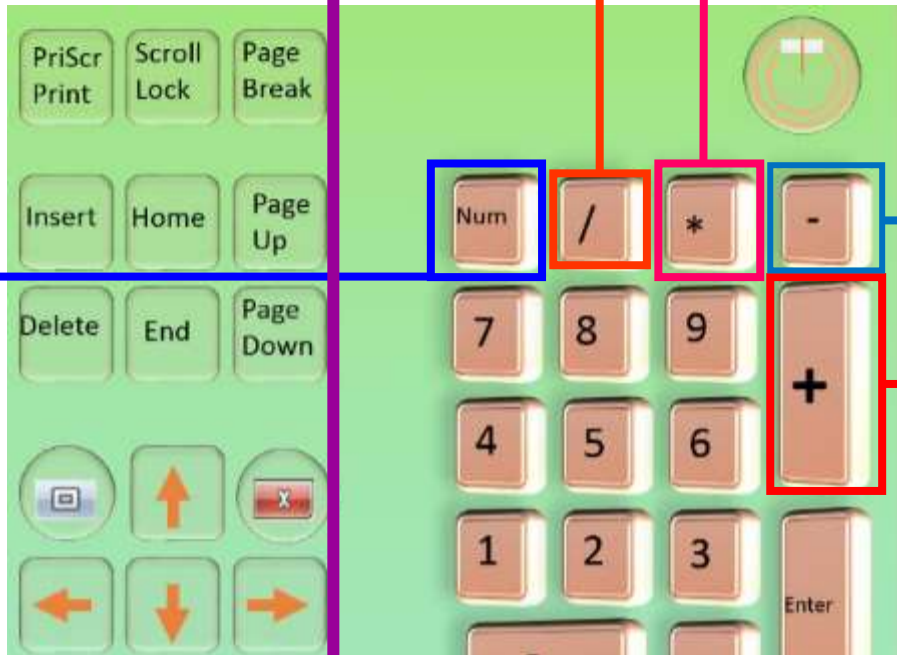 PriScr
Print
Scroll
Lock
Page
Break
Insert
Home
Page
Up
Num
/
*
-
Delete
End
Page
Down
7
8
9
+
4
5
6
X
1
2
3
Enter